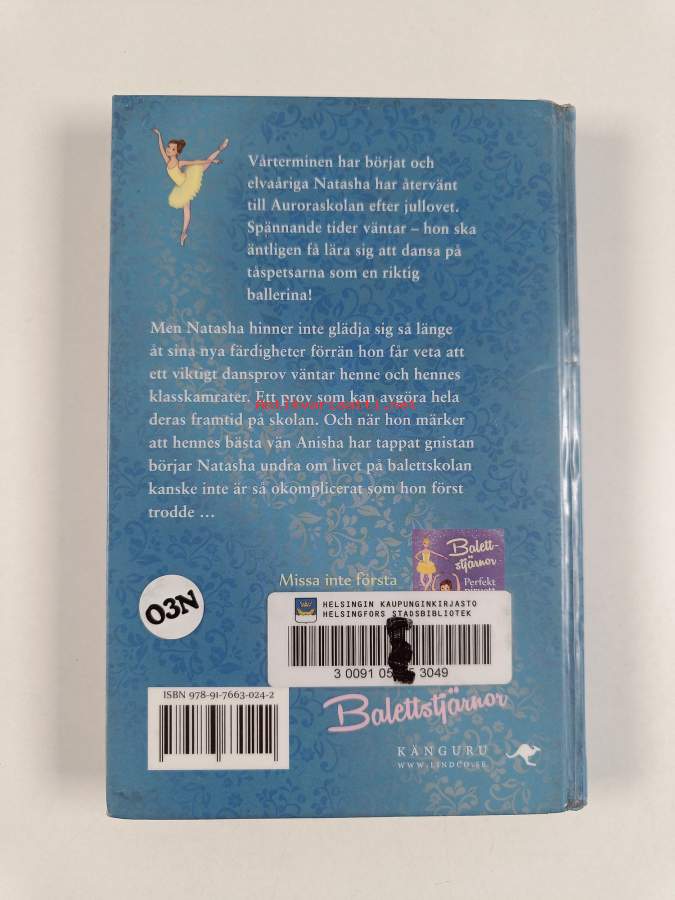 Vårterminen har börjat och
elvaåriga Natasha har återvänt
till Auroraskolan efter jullovet.
Spännande tider väntar – hon ska
äntligen få lära sig att dansa på
tåspetsarna som en riktig
ballerina!
Men Natasha hinner inte glädja sig så länge
åt sina nya färdigheter förrän hon får veta att
ett viktigt dansprov väntar henne och hennes
klasskamrater. Ett prov som kan avgöra hela
deras framtid på skolan. Och när hon märker
att hennes bästa vän Anisha har tappat gnistan
börjar Natasha undra om livet på balettskolan
kanske inte är så okomplicerat som hon först
trodde ...
Balett-
stjärnor
Perfekt
piruett
Missa inte första
O3N
HELSINGIN KAUPUNGINKIRJASTO
HELSINGFORS STADSBIBLIOTEK
3 0091 05 3049
ISBN 978-91-7663-024-2
Balettstjärnor
KÄNGURU
WWW.LINDCO.SE